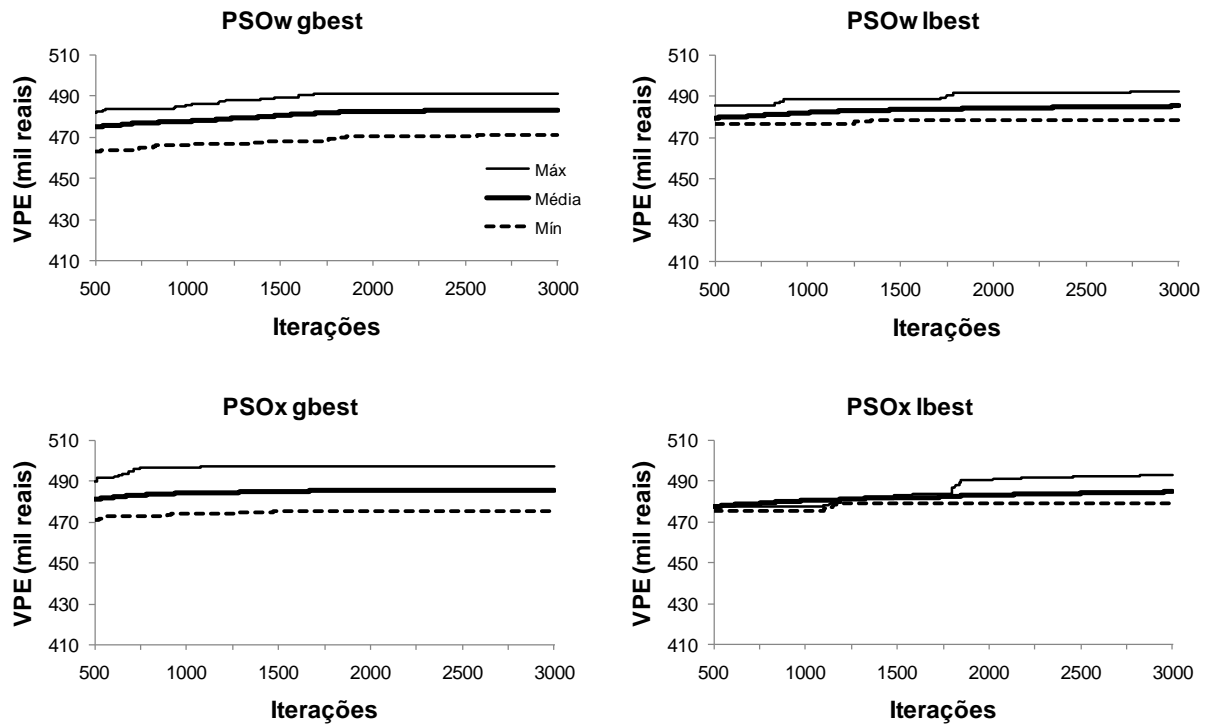 PSOw gbest
VPE (mil reais)
510
490
470
450
430
410
Máx
Média
Mín
500 1000 1500 2000 2500 3000
Iterações
PSOw lbest
VPE (mil reais)
510
490
470
450
430
410
500 1000 1500 2000 2500 3000
Iterações
PSOx gbest
VPE (mil reais)
510
490
470
450
430
410
500 1000 1500 2000 2500 3000
Iterações
PSOx lbest
VPE (mil reais)
510
490
470
450
430
410
500 1000 1500 2000 2500 3000
Iterações